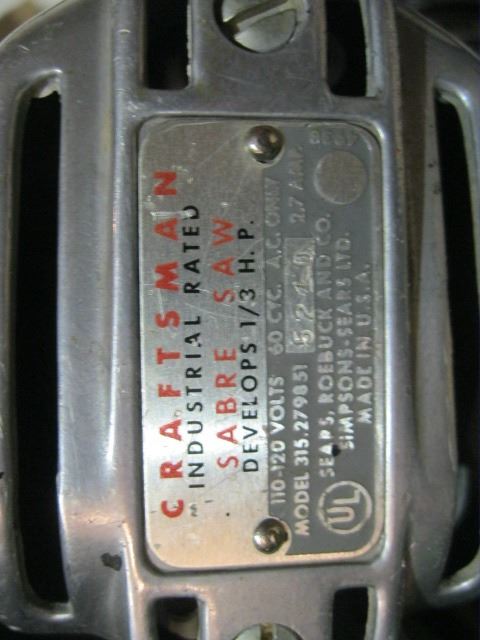 CRAFTSMAN
INDUSTRIAL RATED
SABRE SAW
DEVELOPS 1/3 H.P.
110-120 VOLTS 60 CYC. A.C. ONLY 2.7 AMP.
MODEL 315.27951
SEARS, ROEBUCK AND CO.
SIMPSONS-SEARS LTD.
MADE IN U.S.A.
UL